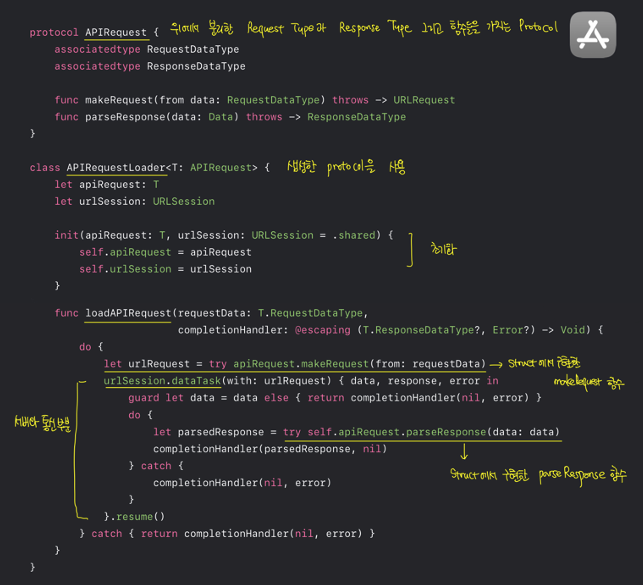 protocol APIRequest { 위에서 분리한 Request Type과 Response Type 그리고 함수들을 가지는 Protocol
associatedtype RequestDataType
associatedtype ResponseDataType
func makeRequest(from data: RequestDataType) throws -> URLRequest
func parseResponse(data: Data) throws -> ResponseDataType
}
class APIRequestLoader<T: APIRequest> { 생성한 protocol을 사용
let apiRequest: T
let urlSession: URLSession
init(apiRequest: T, urlSession: URLSession = .shared) {
self.apiRequest = apiRequest 초기화
self.urlSession = urlSession
}
func loadAPIRequest(requestData: T.RequestDataType,
completionHandler: @escaping (T.ResponseDataType?, Error?) -> Void) {
do {
let urlRequest = try apiRequest.makeRequest(from: requestData) → Struct에서 구현한
makeRequest 함수
urlSession.dataTask(with: urlRequest) { data, response, error in
guard let data = data else { return completionHandler(nil, error) }
do {
서버와 통신부분
let parsedResponse = try self.apiRequest.parseResponse(data: data)
completionHandler(parsedResponse, nil)
} catch {
Struct에서 구현한 parseResponse 함수
completionHandler(nil, error)
}
}.resume()
} catch { return completionHandler(nil, error) }
}
}